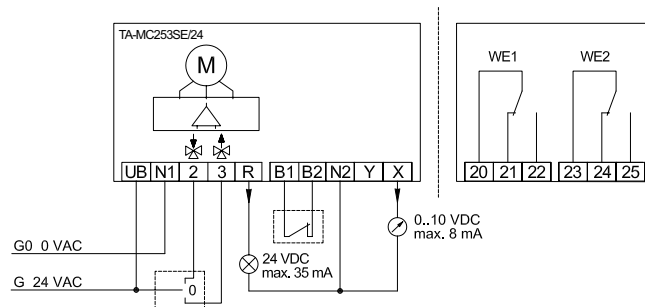 TA-MC253SE/24
M
WE1 WE2
UB N1 2 3 R B1 B2 N2 Y X
20 21 22 23 24 25
0..10 VDC
max. 8 mA
G0 0 VAC
24 VDC
max. 35 mA
G 24 VAC
0